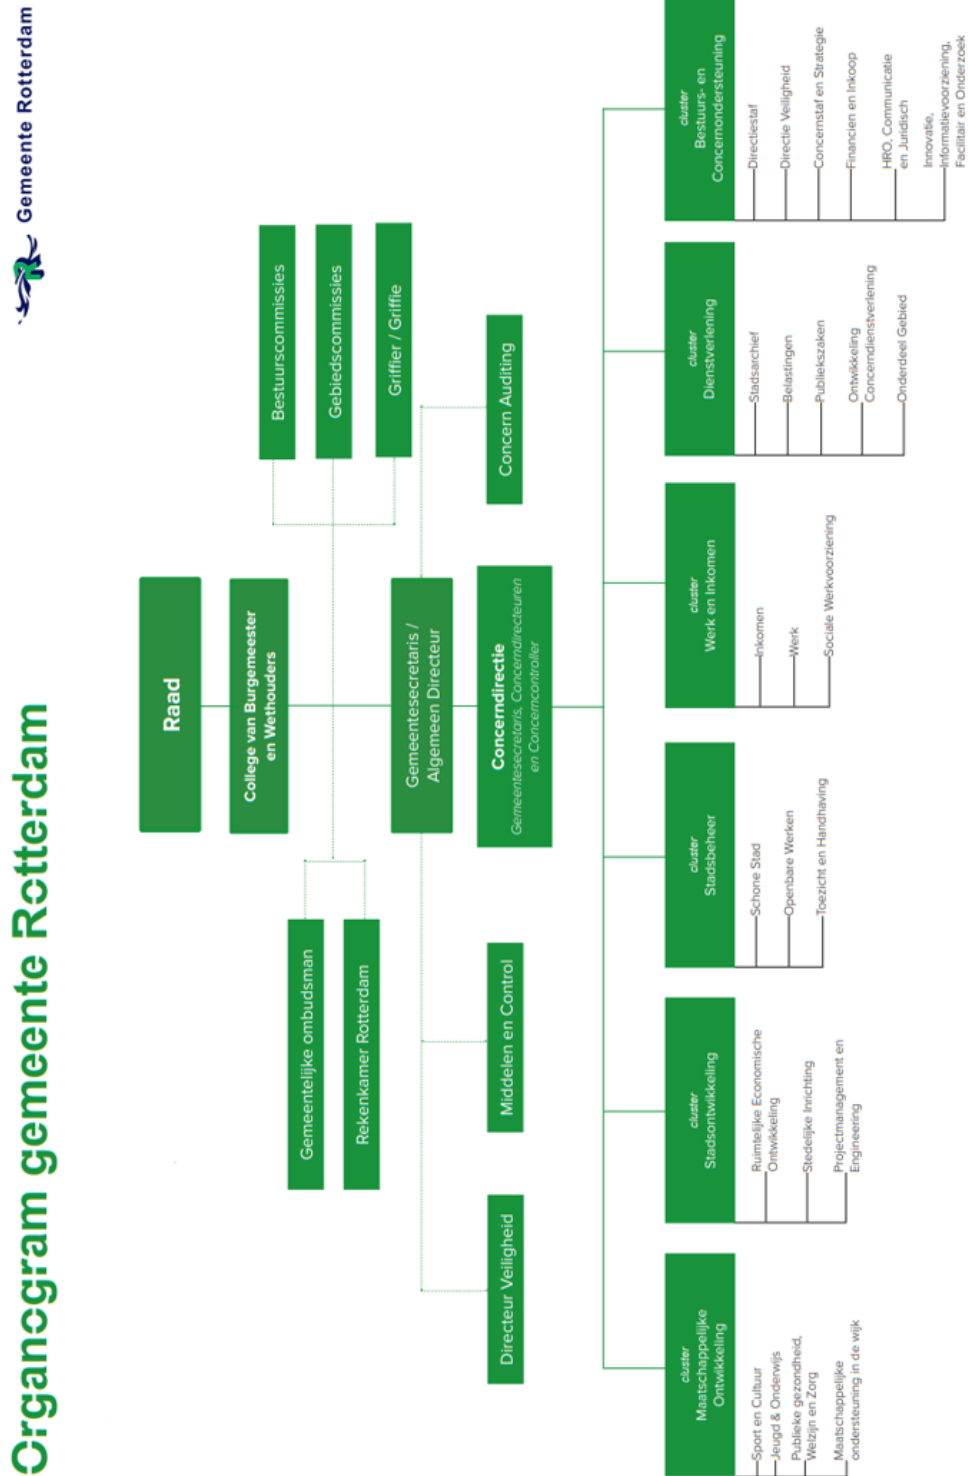 Organogram gemeente Rotterdam
Gemeente Rotterdam
Raad
College van Burgemeester
en Wethouders
Bestuurscommissies
Gebiedscommissies
Griffier / Griffie
Gemeentelijke ombudsman
Rekenkamer Rotterdam
Gemeentesecretaris /
Algemeen Directeur
Directeur Veiligheid
Middelen en Control
Concerndirectie
Gemeentesecretaris, Concerndirecteuren
en Concerncontroller
Concern Auditing
cluster
Maatschappelijke
Ontwikkeling
Sport en Cultuur
Jeugd & Onderwijs
Publieke gezondheid,
Welzijn en Zorg
Maatschappelijke
ondersteuning in de wijk
cluster
Stadsontwikkeling
Ruimtelijke Economische
Ontwikkeling
Stedelijke Inrichting
Projectmanagement en
Engineering
cluster
Stadsbeheer
Schone Stad
Openbare Werken
Toezicht en Handhaving
cluster
Werk en Inkomen
Inkomen
Werk
Sociale Werkvoorziening
cluster
Dienstverlening
Stadsarchief
Belastingen
Publiekszaken
Ontwikkeling
Concerndienstverlening
Onderdeel Gebied
cluster
Bestuurs- en
Concernondersteuning
Directiestaf
Directie Veiligheid
Concernstaf en Strategie
Financien en Inkoop
HRO, Communicatie
en Juridisch
Innovatie,
Informatievoorziening,
Facilitair en Onderzoek